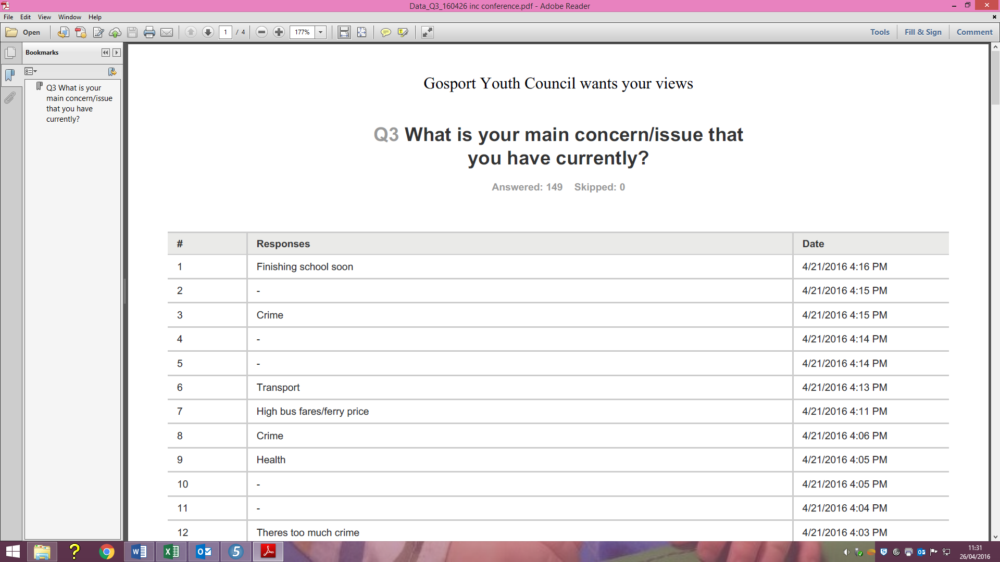 Data_Q3_160426 inc conference.pdf - Adobe Reader
File Edit View Window Help
Open
1 / 4
177%
Tools Fill & Sign Comment
Bookmarks
Q3 What is your
main concern/issue
that you have
currently?
Gosport Youth Council wants your views
Q3 What is your main concern/issue that
you have currently?
Answered: 149 Skipped: 0
# Responses Date
1 Finishing school soon 4/21/2016 4:16 PM
2 - 4/21/2016 4:15 PM
3 Crime 4/21/2016 4:15 PM
4 - 4/21/2016 4:14 PM
5 - 4/21/2016 4:14 PM
6 Transport 4/21/2016 4:13 PM
7 High bus fares/ferry price 4/21/2016 4:11 PM
8 Crime 4/21/2016 4:06 PM
9 Health 4/21/2016 4:05 PM
10 - 4/21/2016 4:05 PM
11 - 4/21/2016 4:04 PM
12 Theres too much crime 4/21/2016 4:03 PM
11:31
26/04/2016